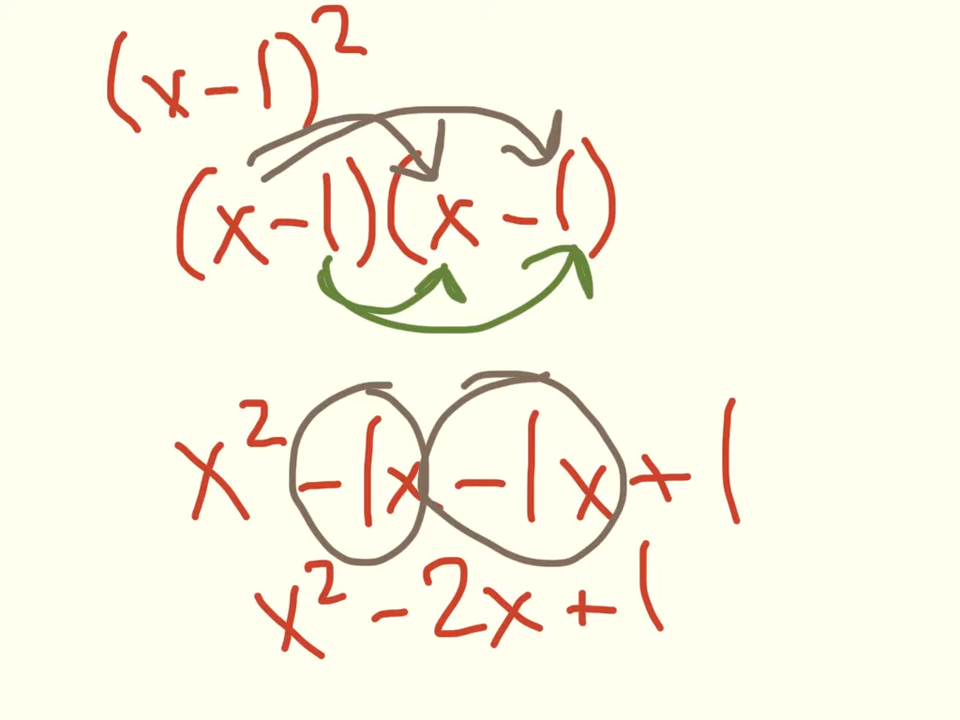 (x-1)²
(x-1)(x-1)
x² -1x -1x +1
x² -2x +1